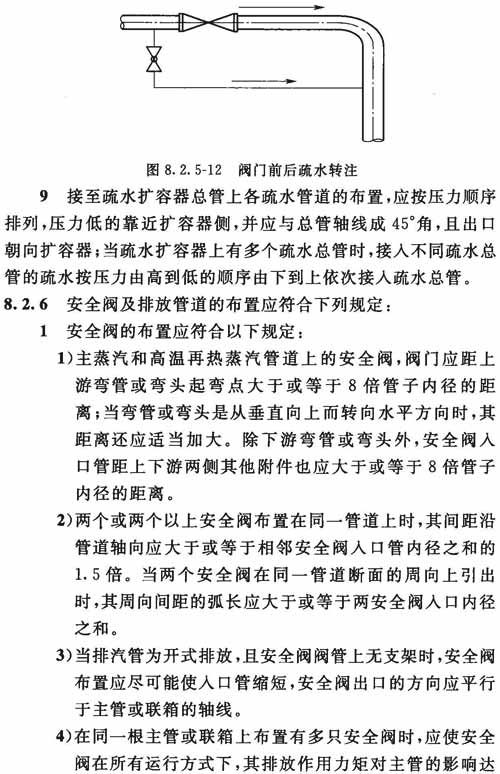 图 8.2.5-12 阀门前后疏水转注
9 接至疏水扩容器总管上各疏水管道的布置,应按压力顺序
排列,压力低的靠近扩容器侧,并应与总管轴线成 45°角,且出口
朝向扩容器;当疏水扩容器上有多个疏水总管时,接入不同疏水总
管的疏水按压力由高到低的顺序由下到上依次接入疏水总管。
8.2.6 安全阀及排放管道的布置应符合下列规定:
1 安全阀的布置应符合以下规定:
1)主蒸汽和高温再热蒸汽管道上的安全阀,阀门应距上
游弯管或弯头起弯点大于或等于 8 倍管子内径的距
离;当弯管或弯头是从垂直向上而转向水平方向时,其
距离还应适当加大。除下游弯管或弯头外,安全阀入
口管距上下游两侧其他附件也应大于或等于 8 倍管子
内径的距离。
2)两个或两个以上安全阀布置在同一管道上时,其间距沿
管道轴向应大于或等于相邻安全阀入口管内径之和的
1.5 倍。当两个安全阀在同一管道断面的周向上引出
时,其周向间距的弧长应大于或等于两安全阀入口内径
之和。
3)当排汽管为开式排放,且安全阀阀管上无支架时,安全阀
布置应尽可能使入口管缩短,安全阀出口的方向应平行
于主管或联箱的轴线。
4)在同一根主管或联箱上布置有多只安全阀时,应使安全
阀在所有运行方式下,其排放作用力矩对主管的影响达